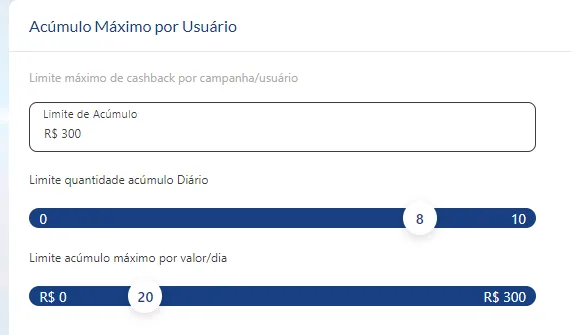 Acúmulo Máximo por Usuário
Limite máximo de cashback por campanha/usuário
Limite de Acúmulo
R$ 300
Limite quantidade acúmulo Diário
0 8 10
Limite acúmulo máximo por valor/dia
R$ 0 20 R$ 300